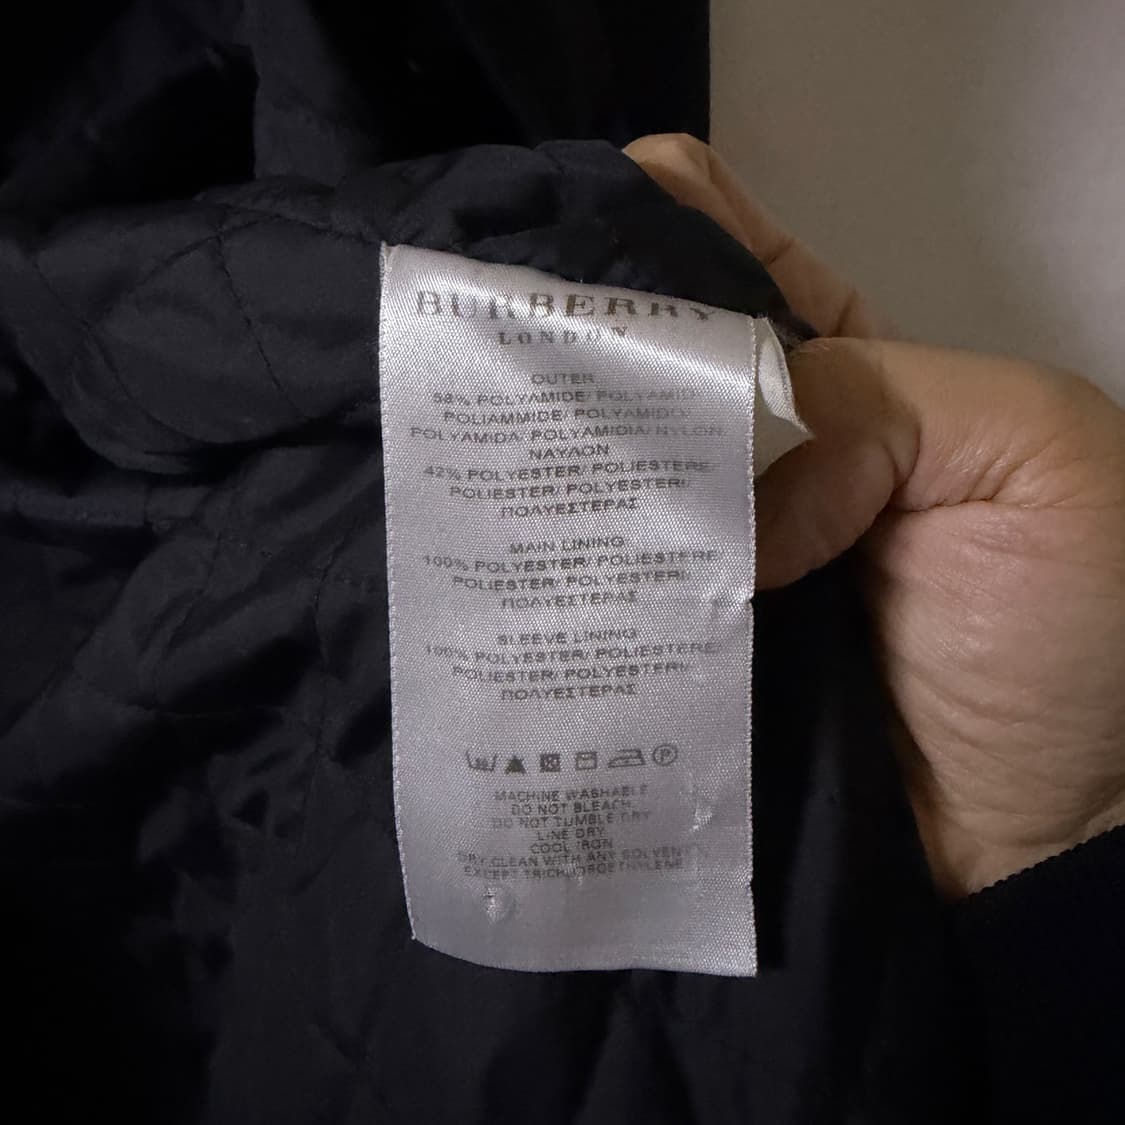 BURBERRY
LONDON
OUTER
58% POLYAMIDE/ POLYAMID/
POLIAMMIDE/ POLYAMIDO/
POLYAMIDA/ POLYAMIDIA/ NYLON/
ΝΑΥΛΟΝ
42% POLYESTER/ POLIESTERE/
POLIESTER/ POLYESTERI/
ΠΟΛΥΕΣΤΕΡΑΣ
MAIN LINING
100% POLYESTER/ POLIESTERE/
POLIESTER/ POLYESTERI/
ΠΟΛΥΕΣΤΕΡΑΣ
SLEEVE LINING
100% POLYESTER/ POLIESTERE/
POLIESTER/ POLYESTERI/
ΠΟΛΥΕΣΤΕΡΑΣ
P
MACHINE WASHABLE
DO NOT BLEACH,
DO NOT TUMBLE DRY
LINE DRY
COOL IRON
DRY CLEAN WITH ANY SOLVENT
EXCEPT TRICHLOROETHYLENE